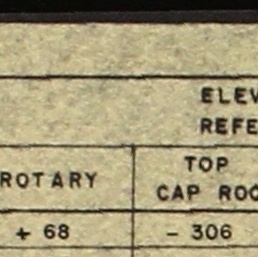 ELEV
REFE
ROTARY
TOP
CAP ROC
+ 68
- 306